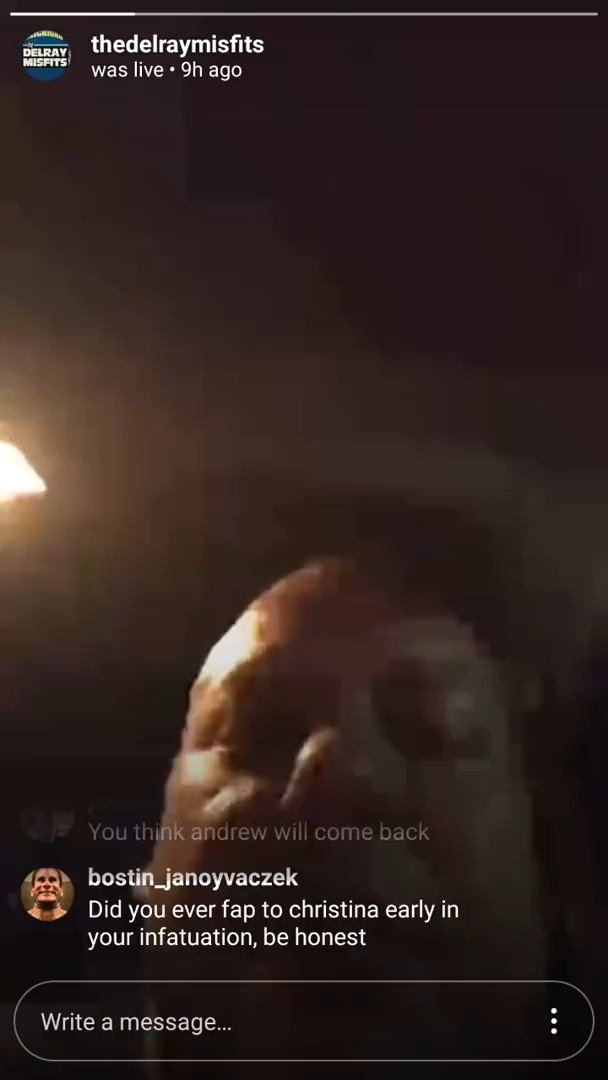 DELRAY
MISFITS
thedelraymisfits
was live • 9h ago
You think andrew will come back
bostin_janoyvaczek
Did you ever fap to christina early in
your infatuation, be honest
Write a message...